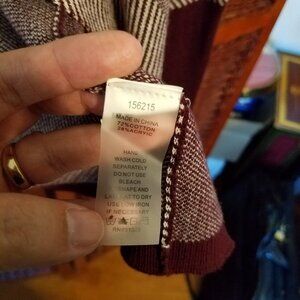 156215
MADE IN CHINA
72% COTTON
28% ACRYLIC
HAND
WASH COLD
SEPARATELY
DO NOT USE
BLEACH
SHAPE AND
LAY FLAT TO DRY
USE LOW IRON
IF NECESSARY